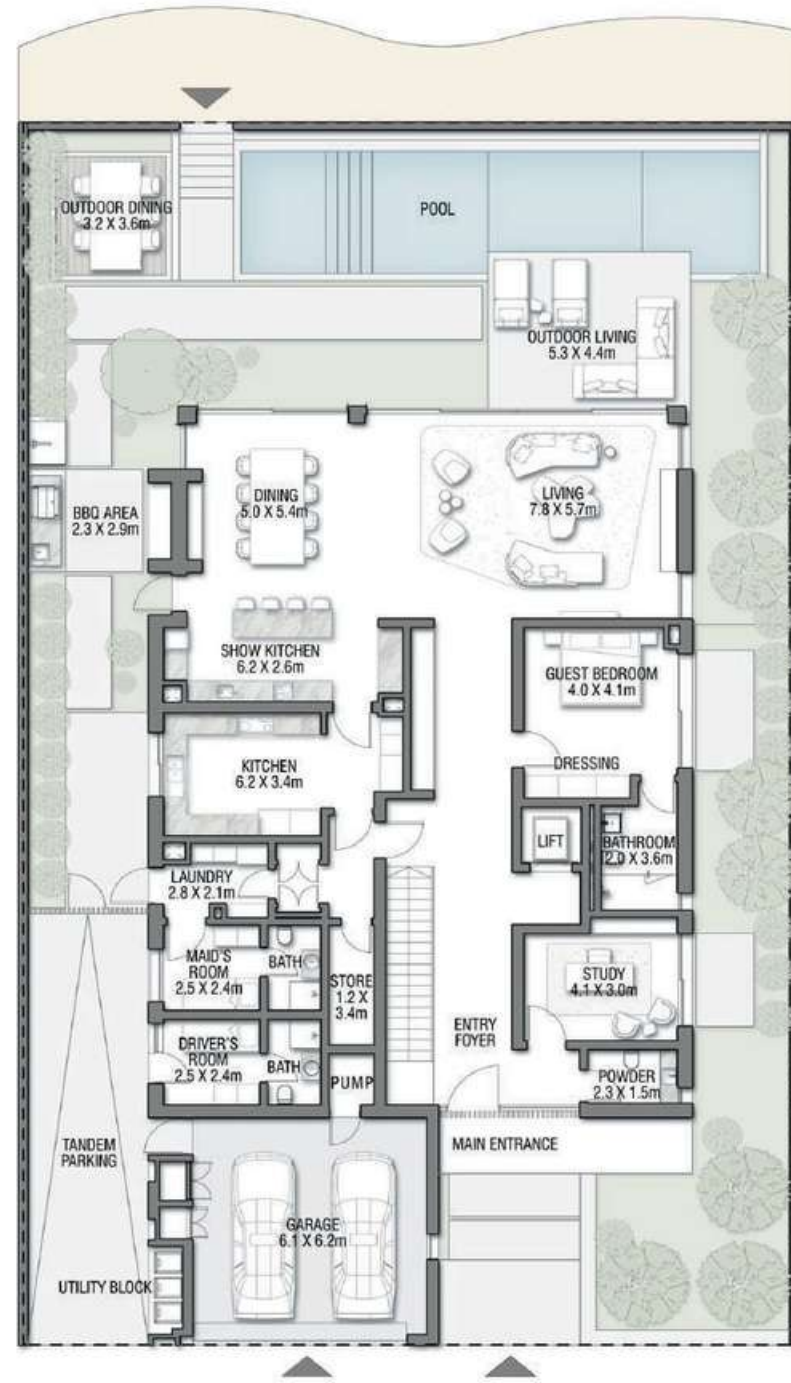 POOL
OUTDOOR DINING
3.2 X 3.6m
OUTDOOR LIVING
5.3 X 4.4m
DINING
5.0 X 5.4m
LIVING
7.8 X 5.7m
BBQ AREA
2.3 X 2.9m
SHOW KITCHEN
6.2 X 2.6m
GUEST BEDROOM
4.0 X 4.1m
KITCHEN
6.2 X 3.4m
DRESSING
LIFT
BATHROOM
2.0 X 3.6m
LAUNDRY
2.8 X 2.1m
MAID'S
ROOM
2.5 X 2.4m
BATH
STORE
1.2 X
3.4m
STUDY
4.1 X 3.0m
ENTRY
FOYER
DRIVER'S
ROOM
2.5 X 2.4m
BATH
PUMP
POWDER
2.3 X 1.5m
TANDEM
PARKING
MAIN ENTRANCE
GARAGE
6.1 X 6.2m
UTILITY BLOCK